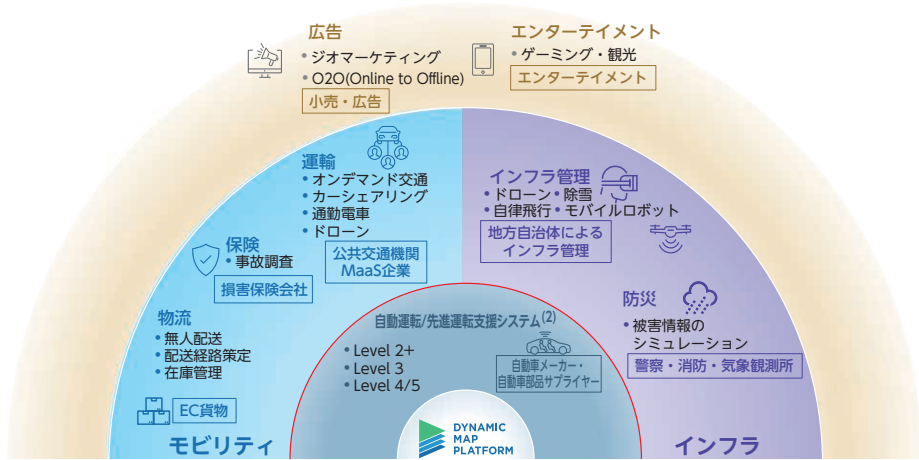 広告
• ジオマーケティング
• O2O(Online to Offline)
小売・広告
エンターテイメント
• ゲーミング・観光
エンターテイメント
運輸
• オンデマンド交通
• カーシェアリング
• 通勤電車
• ドローン
公共交通機関
MaaS企業
保険
• 事故調査
損害保険会社
物流
• 無人配送
• 配送経路策定
• 在庫管理
EC貨物
モビリティ
インフラ管理
• ドローン • 除雪
• 自律飛行 • モバイルロボット
地方自治体による
インフラ管理
防災
• 被害情報の
シミュレーション
警察・消防・気象観測所
インフラ
自動運転/先進運転支援システム(2)
• Level 2+
• Level 3
• Level 4/5
自動車メーカー・
自動車部品サプライヤー
DYNAMIC
MAP
PLATFORM